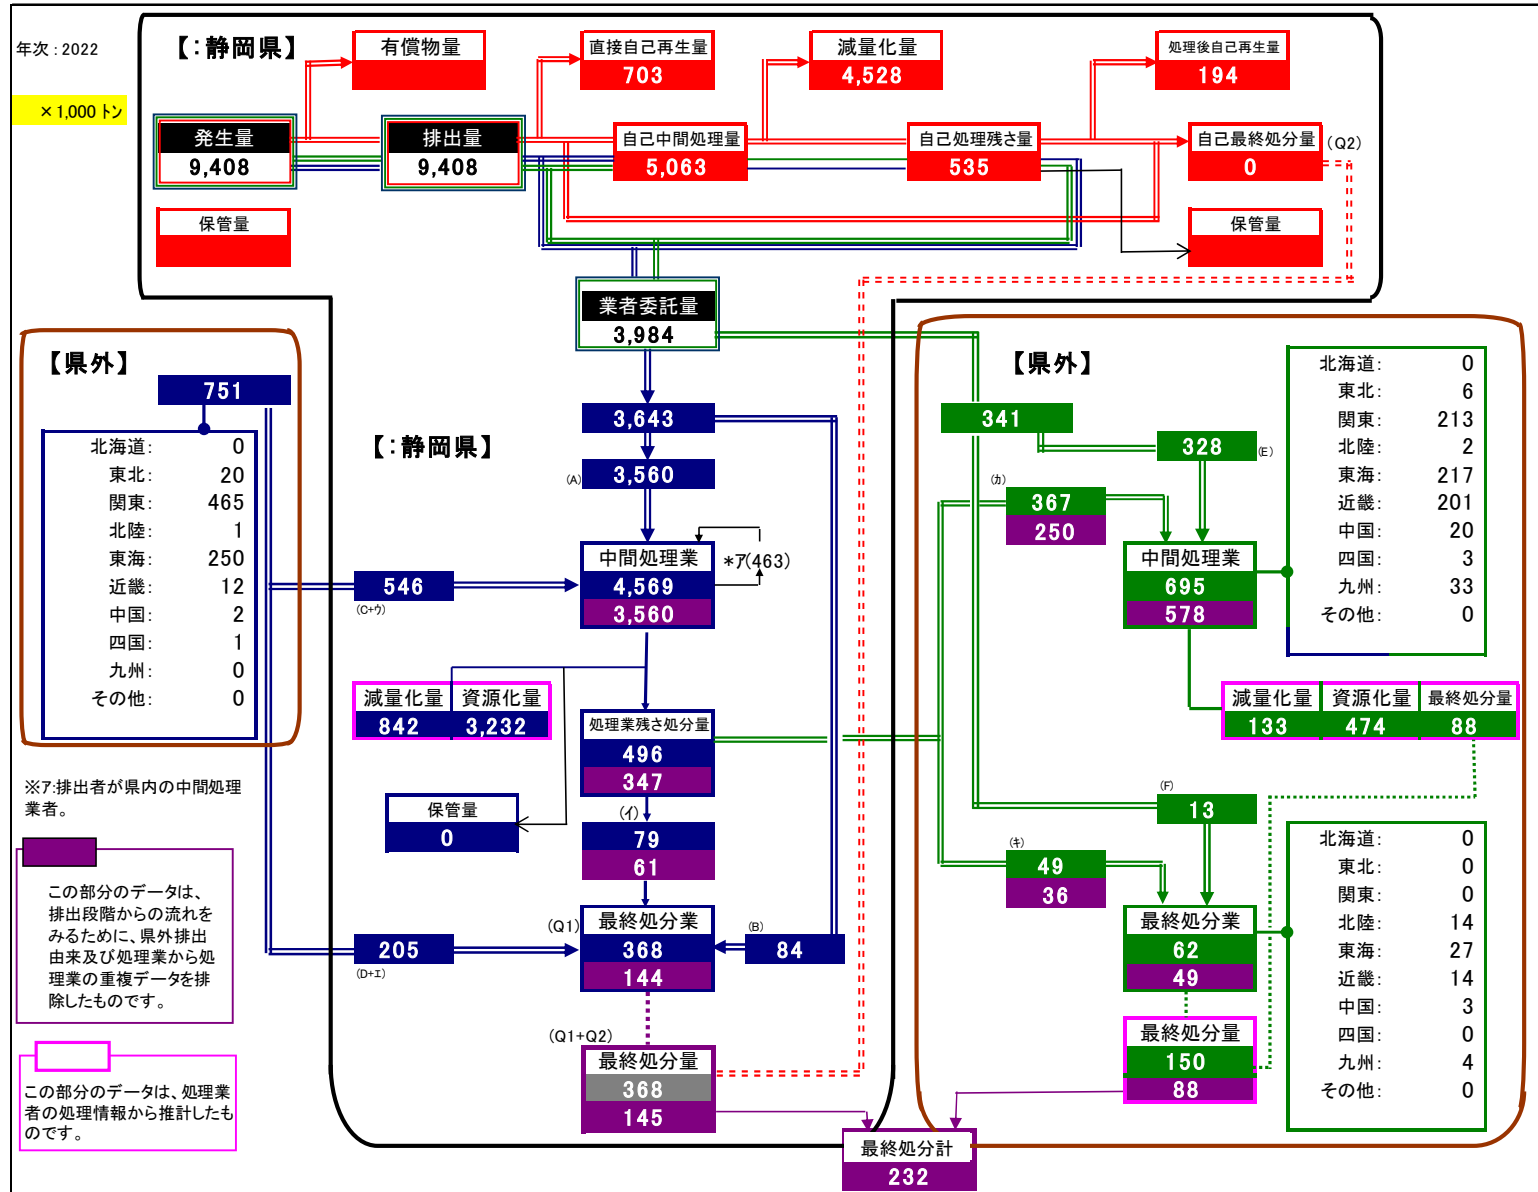 年次：2022
×1,000 トン
【：静岡県】
有償物量
直接自己再生量
703
減量化量
4,528
処理後自己再生量
194
発生量
9,408
排出量
9,408
自己中間処理量
5,063
自己処理残さ量
535
自己最終処分量
0
(Q2)
保管量
保管量
業者委託量
3,984
【県外】
751
北海道： 0
東北： 20
関東： 465
北陸： 1
東海： 250
近畿： 12
中国： 2
四国： 1
九州： 0
その他： 0
【：静岡県】
3,643
(A)
3,560
中間処理業
4,569
3,560
*ア(463)
546
(C+ウ)
減量化量
842
資源化量
3,232
処理業残さ処分量
496
347
保管量
0
(イ)
79
61
(Q1)
最終処分業
368
144
(B)
84
205
(D+エ)
(Q1+Q2)
最終処分量
368
145
【県外】
341
328
(E)
(カ)
367
250
中間処理業
695
578
北海道： 0
東北： 6
関東： 213
北陸： 2
東海： 217
近畿： 201
中国： 20
四国： 3
九州： 33
その他： 0
減量化量
133
資源化量
474
最終処分量
88
(F)
13
(キ)
49
36
最終処分業
62
49
最終処分量
150
88
北海道： 0
東北： 0
関東： 0
北陸： 14
東海： 27
近畿： 14
中国： 3
四国： 0
九州： 4
その他： 0
最終処分計
232
※ア:排出者が県内の中間処理
業者。
この部分のデータは、
排出段階からの流れを
みるために、県外排出
由来及び処理業から処
理業の重複データを排
除したものです。
この部分のデータは、処理業
者の処理情報から推計したも
のです。